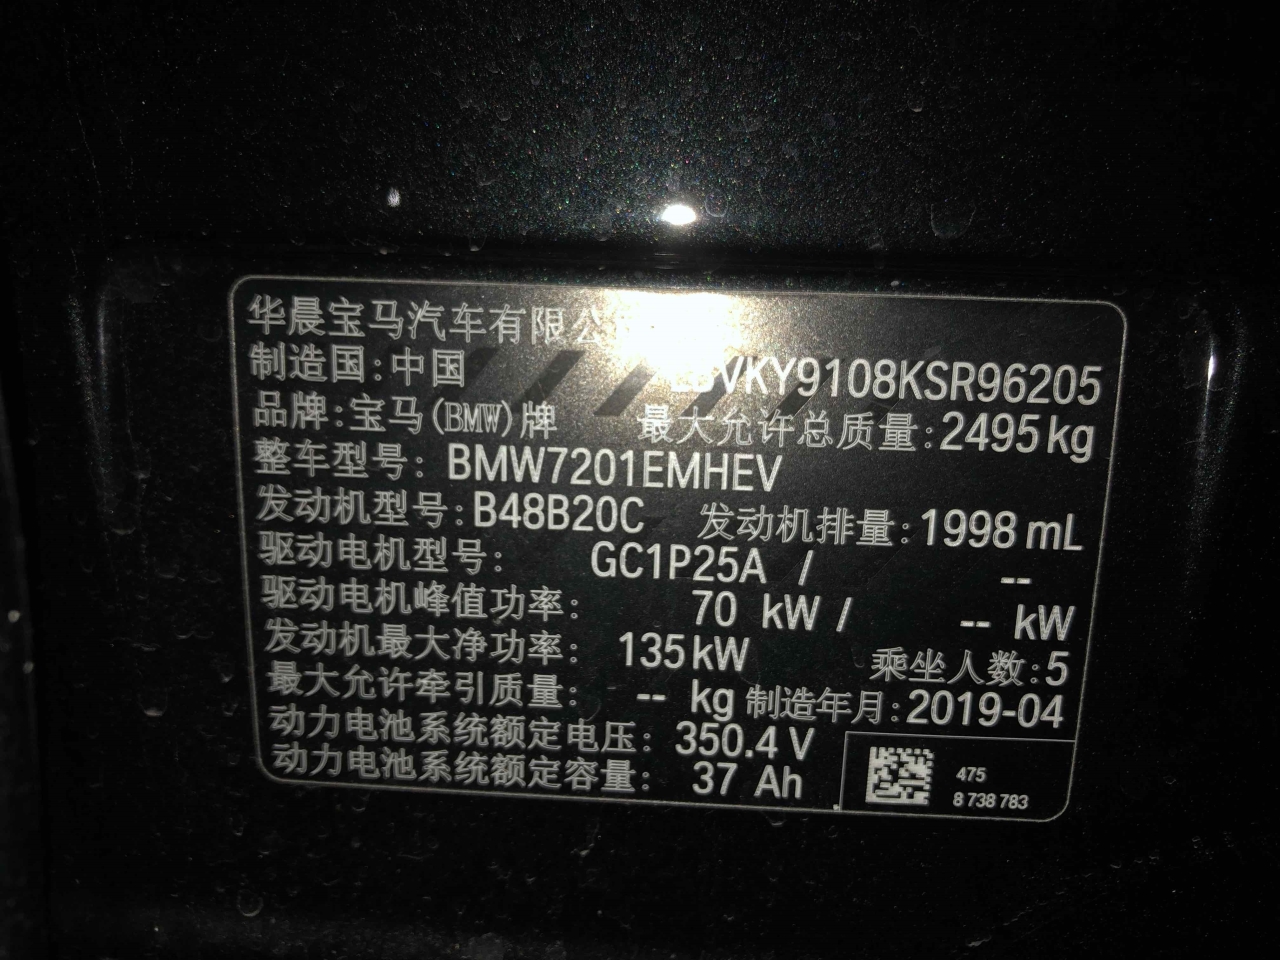 华晨宝马汽车有限公
制造国:中国 VKY9108KSR96205
品牌:宝马(BMW)牌 最大允许总质量:2495kg
整车型号: BMW7201EMHEV
发动机型号:B48B20C 发动机排量:1998 mL
驱动电机型号: GC1P25A / --
驱动电机峰值功率: 70 kW / -- kW
发动机最大净功率: 135kW 乘坐人数:5
最大允许牵引质量: -- kg 制造年月:2019-04
动力电池系统额定电压: 350.4 V
动力电池系统额定容量: 37 Ah
475
8 738 783